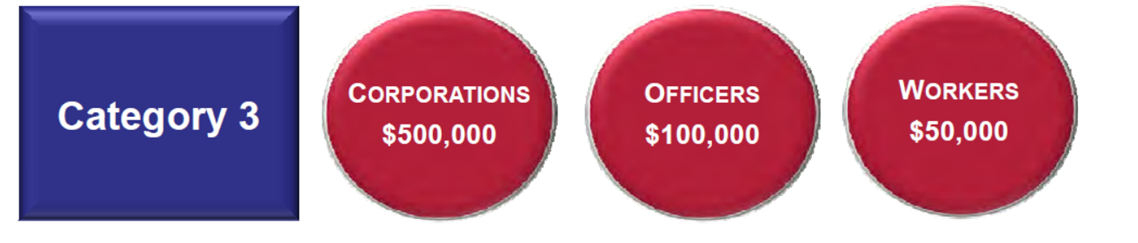 Category 3
CORPORATIONS
$500,000
OFFICERS
$100,000
WORKERS
$50,000